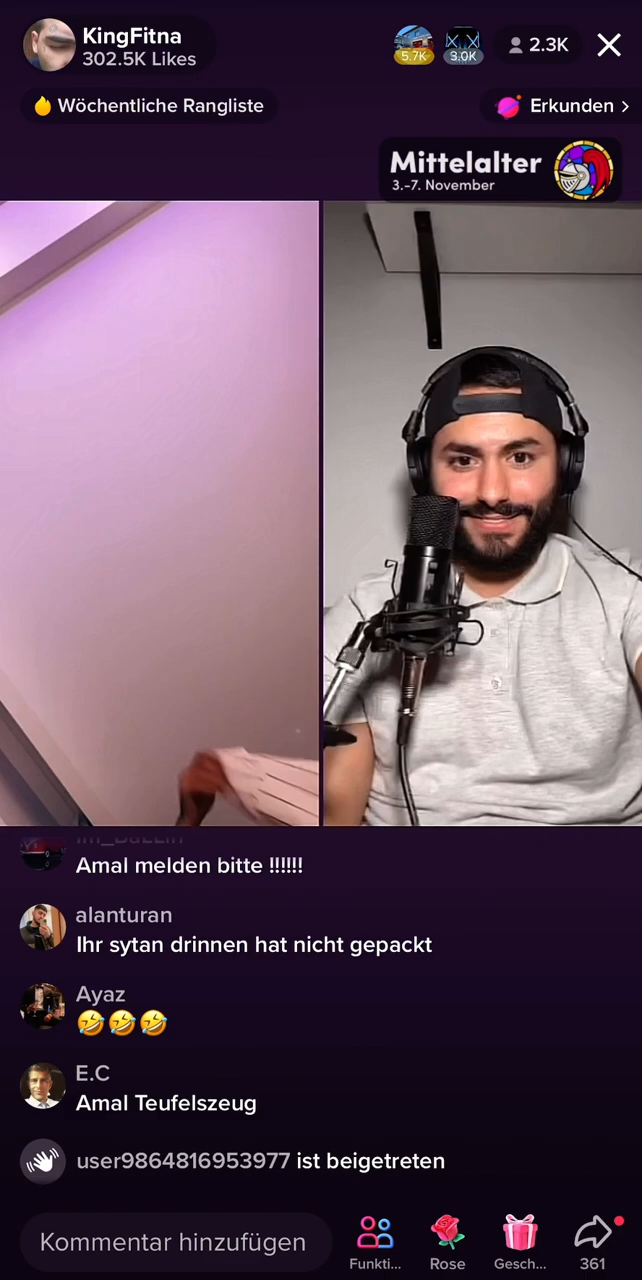 KingFitna
302.5K Likes
5.7K
3.0K
2.3K
Wöchentliche Rangliste
Erkunden
Mittelalter
3.-7. November
Im_BaLLin
Amal melden bitte !!!!!!
alanturan
Ihr sytan drinnen hat nicht gepackt
Ayaz
🤣🤣🤣
E.C
Amal Teufelszeug
user9864816953977 ist beigetreten
Kommentar hinzufügen
Funkti...
Rose
Gesch...
361